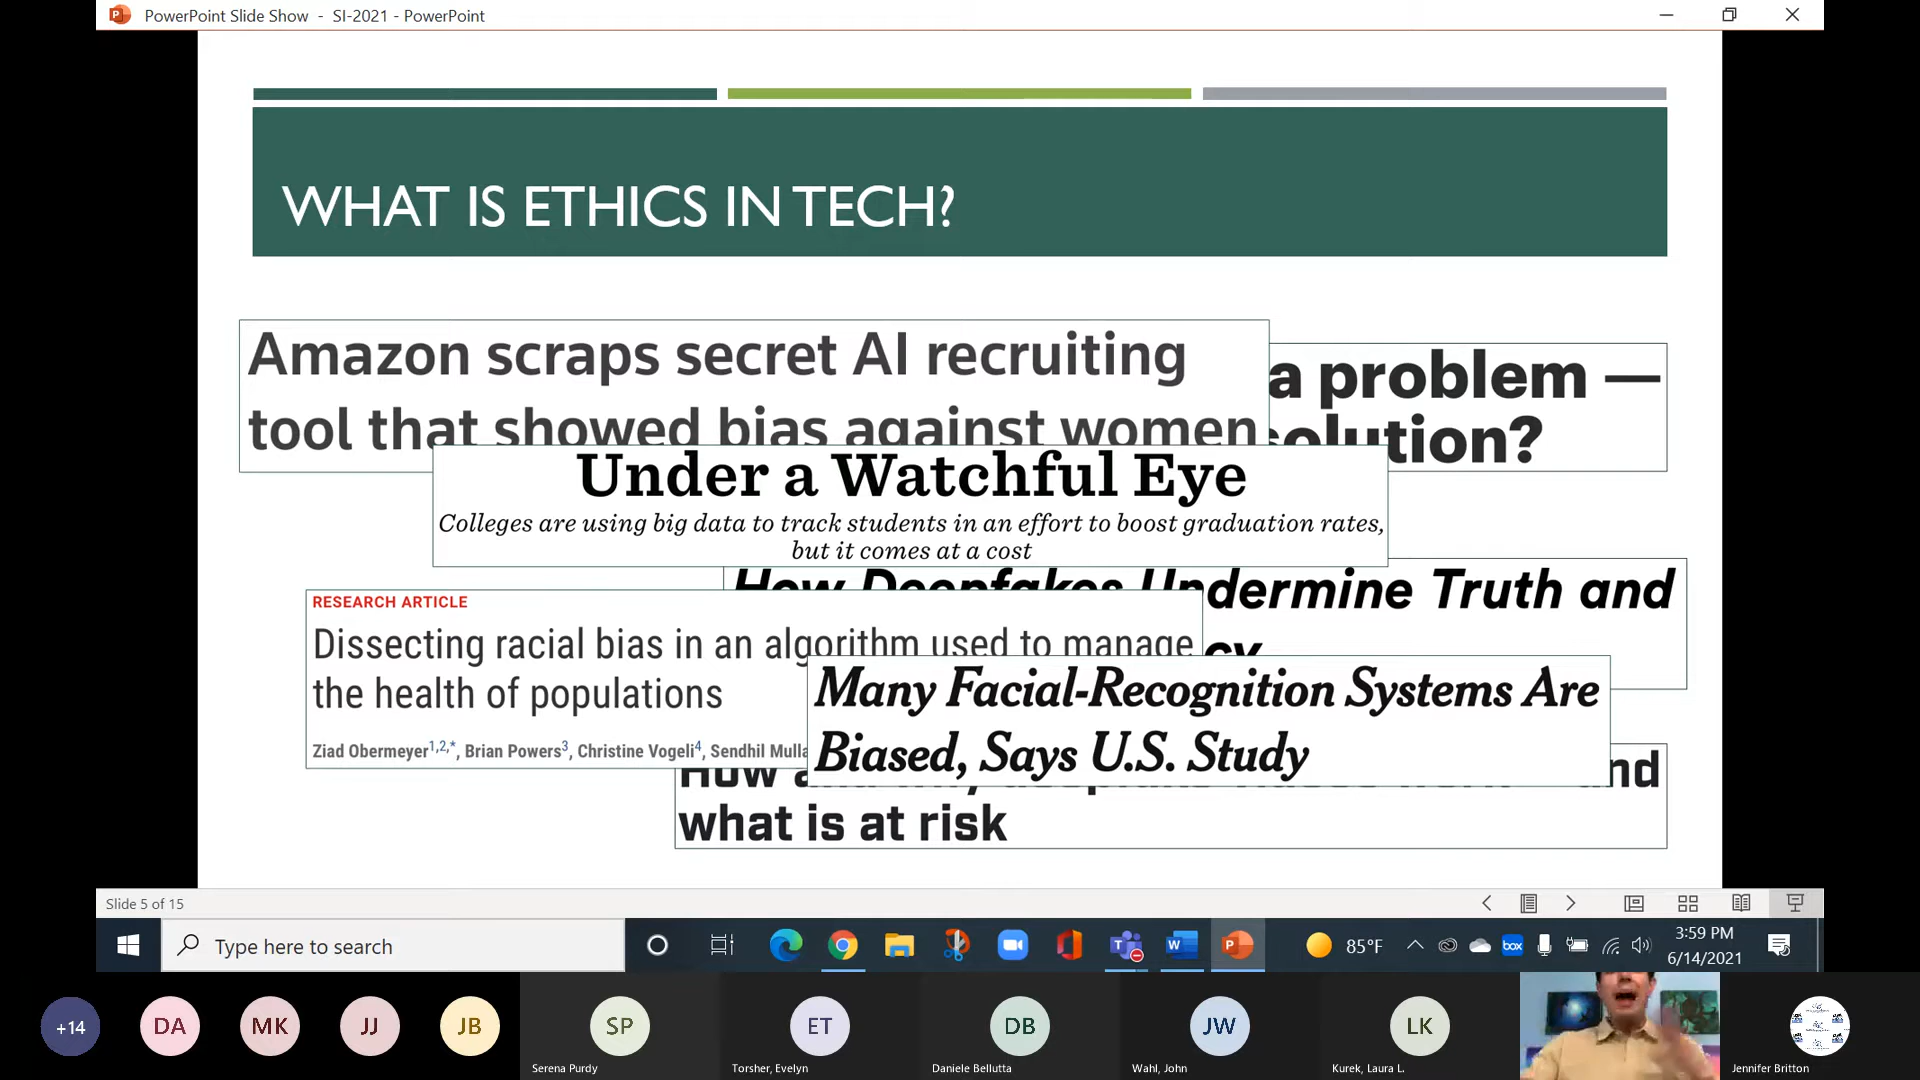 PowerPoint Slide Show - SI-2021 - PowerPoint
WHAT IS ETHICS IN TECH?
Amazon scraps secret AI recruiting
tool that showed bias against women
a problem —
solution?
Under a Watchful Eye
Colleges are using big data to track students in an effort to boost graduation rates,
but it comes at a cost
How Deepfakes Undermine Truth and
RESEARCH ARTICLE
Dissecting racial bias in an algorithm used to manage
the health of populations
Ziad Obermeyer1,2,*, Brian Powers3, Christine Vogeli4, Sendhil
Many Facial-Recognition Systems Are
Biased, Says U.S. Study
How
what is at risk
Slide 5 of 15
Type here to search
box
85°F
3:59 PM
6/14/2021
+14
DA
MK
JJ
JB
SP
ET
DB
JW
LK
Serena Purdy
Torsher, Evelyn
Daniele Bellutta
Wahl, John
Kurek, Laura L.
Jennifer Britton